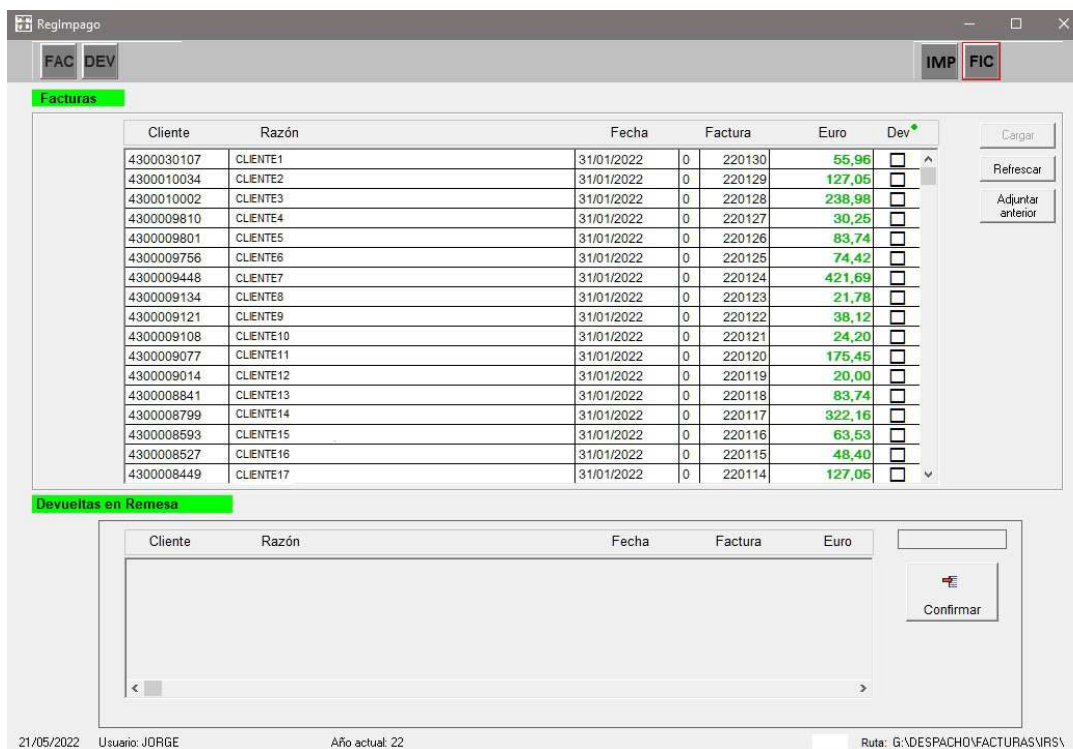 RegImpago
FAC DEV IMP FIC
Facturas
Cliente Razón Fecha Factura Euro Dev
4300030107 CLIENTE1 31/01/2022 0 220130 55,96
4300010034 CLIENTE2 31/01/2022 0 220129 127,05
4300010002 CLIENTE3 31/01/2022 0 220128 238,98
4300009810 CLIENTE4 31/01/2022 0 220127 30,25
4300009801 CLIENTE5 31/01/2022 0 220126 83,74
4300009756 CLIENTE6 31/01/2022 0 220125 74,42
4300009448 CLIENTE7 31/01/2022 0 220124 421,69
4300009134 CLIENTE8 31/01/2022 0 220123 21,78
4300009121 CLIENTE9 31/01/2022 0 220122 38,12
4300009108 CLIENTE10 31/01/2022 0 220121 24,20
4300009077 CLIENTE11 31/01/2022 0 220120 175,45
4300009014 CLIENTE12 31/01/2022 0 220119 20,00
4300008841 CLIENTE13 31/01/2022 0 220118 83,74
4300008799 CLIENTE14 31/01/2022 0 220117 322,16
4300008593 CLIENTE15 31/01/2022 0 220116 63,53
4300008527 CLIENTE16 31/01/2022 0 220115 48,40
4300008449 CLIENTE17 31/01/2022 0 220114 127,05
Cargar
Refrescar
Adjuntar
anterior
Devueltas en Remesa
Cliente Razón Fecha Factura Euro
Confirmar
21/05/2022 Usuario: JORGE Año actual: 22 Ruta: G:\DESPACHO\FACTURAS\IRS\